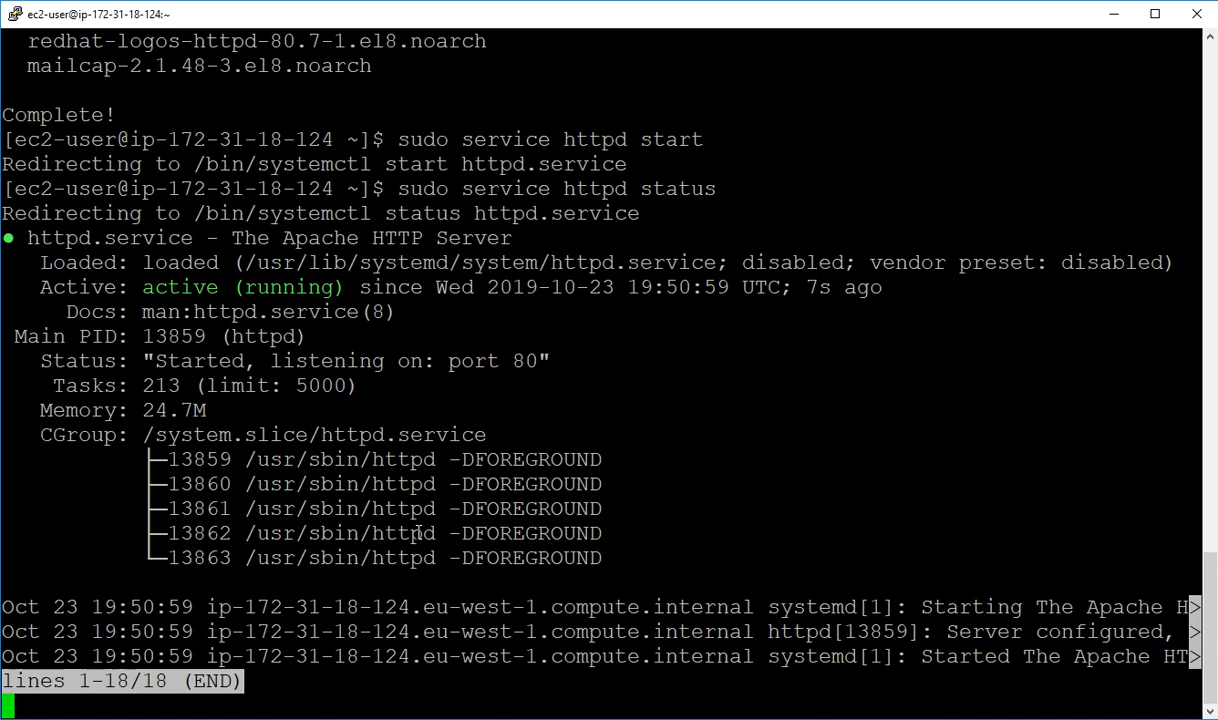 ec2-user@ip-172-31-18-124:~
redhat-logos-httpd-80.7-1.el8.noarch
mailcap-2.1.48-3.el8.noarch
Complete!
[ec2-user@ip-172-31-18-124 ~]$ sudo service httpd start
Redirecting to /bin/systemctl start httpd.service
[ec2-user@ip-172-31-18-124 ~]$ sudo service httpd status
Redirecting to /bin/systemctl status httpd.service
● httpd.service - The Apache HTTP Server
Loaded: loaded (/usr/lib/systemd/system/httpd.service; disabled; vendor preset: disabled)
Active: active (running) since Wed 2019-10-23 19:50:59 UTC; 7s ago
Docs: man:httpd.service(8)
Main PID: 13859 (httpd)
Status: "Started, listening on: port 80"
Tasks: 213 (limit: 5000)
Memory: 24.7M
CGroup: /system.slice/httpd.service
├─13859 /usr/sbin/httpd -DFOREGROUND
├─13860 /usr/sbin/httpd -DFOREGROUND
├─13861 /usr/sbin/httpd -DFOREGROUND
├─13862 /usr/sbin/httpd -DFOREGROUND
└─13863 /usr/sbin/httpd -DFOREGROUND
Oct 23 19:50:59 ip-172-31-18-124.eu-west-1.compute.internal systemd[1]: Starting The Apache H>
Oct 23 19:50:59 ip-172-31-18-124.eu-west-1.compute.internal httpd[13859]: Server configured, >
Oct 23 19:50:59 ip-172-31-18-124.eu-west-1.compute.internal systemd[1]: Started The Apache HT>
lines 1-18/18 (END)